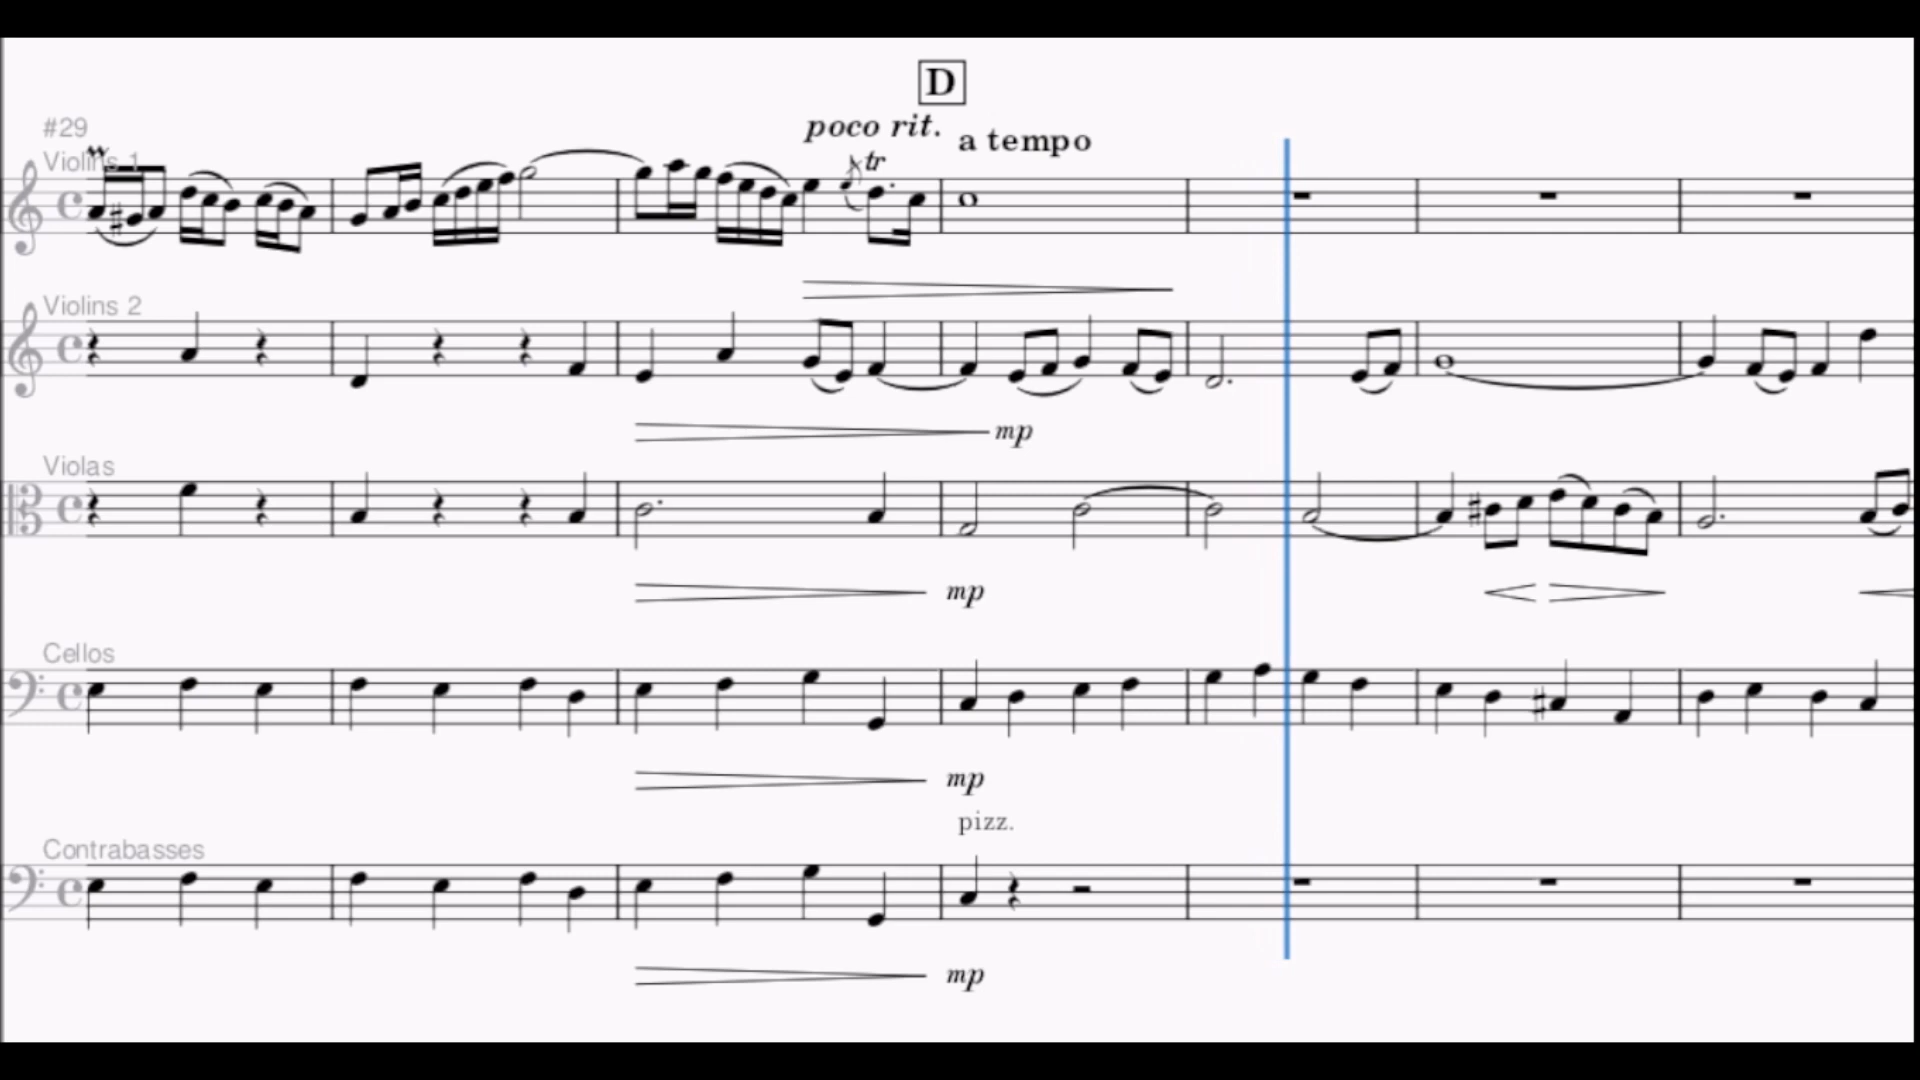 D
#29
poco rit.
a tempo
Violins 1
tr
Violins 2
mp
Violas
mp
Cellos
mp
pizz.
Contrabasses
mp